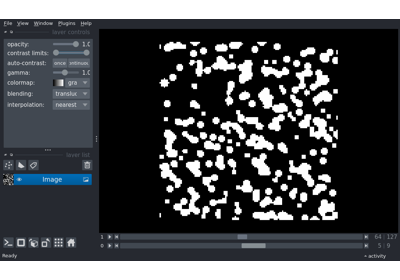 File View Window Plugins Help
layer controls
opacity: 1.0
contrast limits:
auto-contrast: once
gamma: 1.0
colormap: gra
blending: transluc
interpolation: nearest
layer list
Image
1 64 127
0 5 9
Ready activity